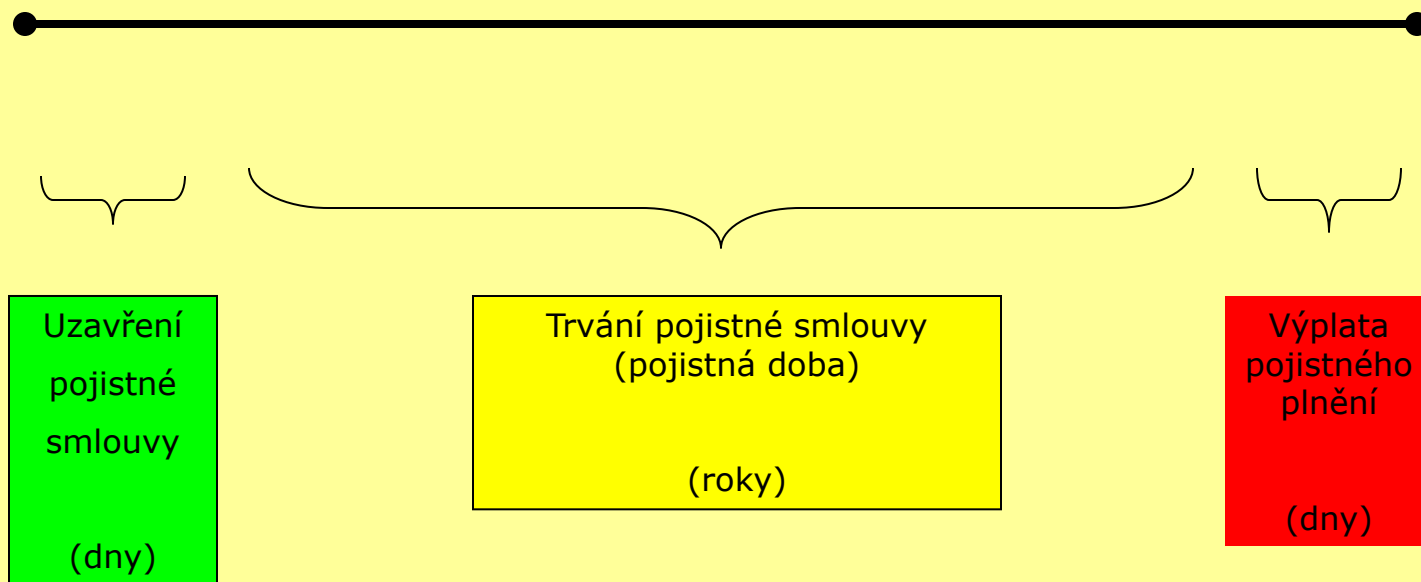 Uzavření
pojistné
smlouvy
(dny)
Trvání pojistné smlouvy
(pojistná doba)
(roky)
Výplata
pojistného
plnění
(dny)